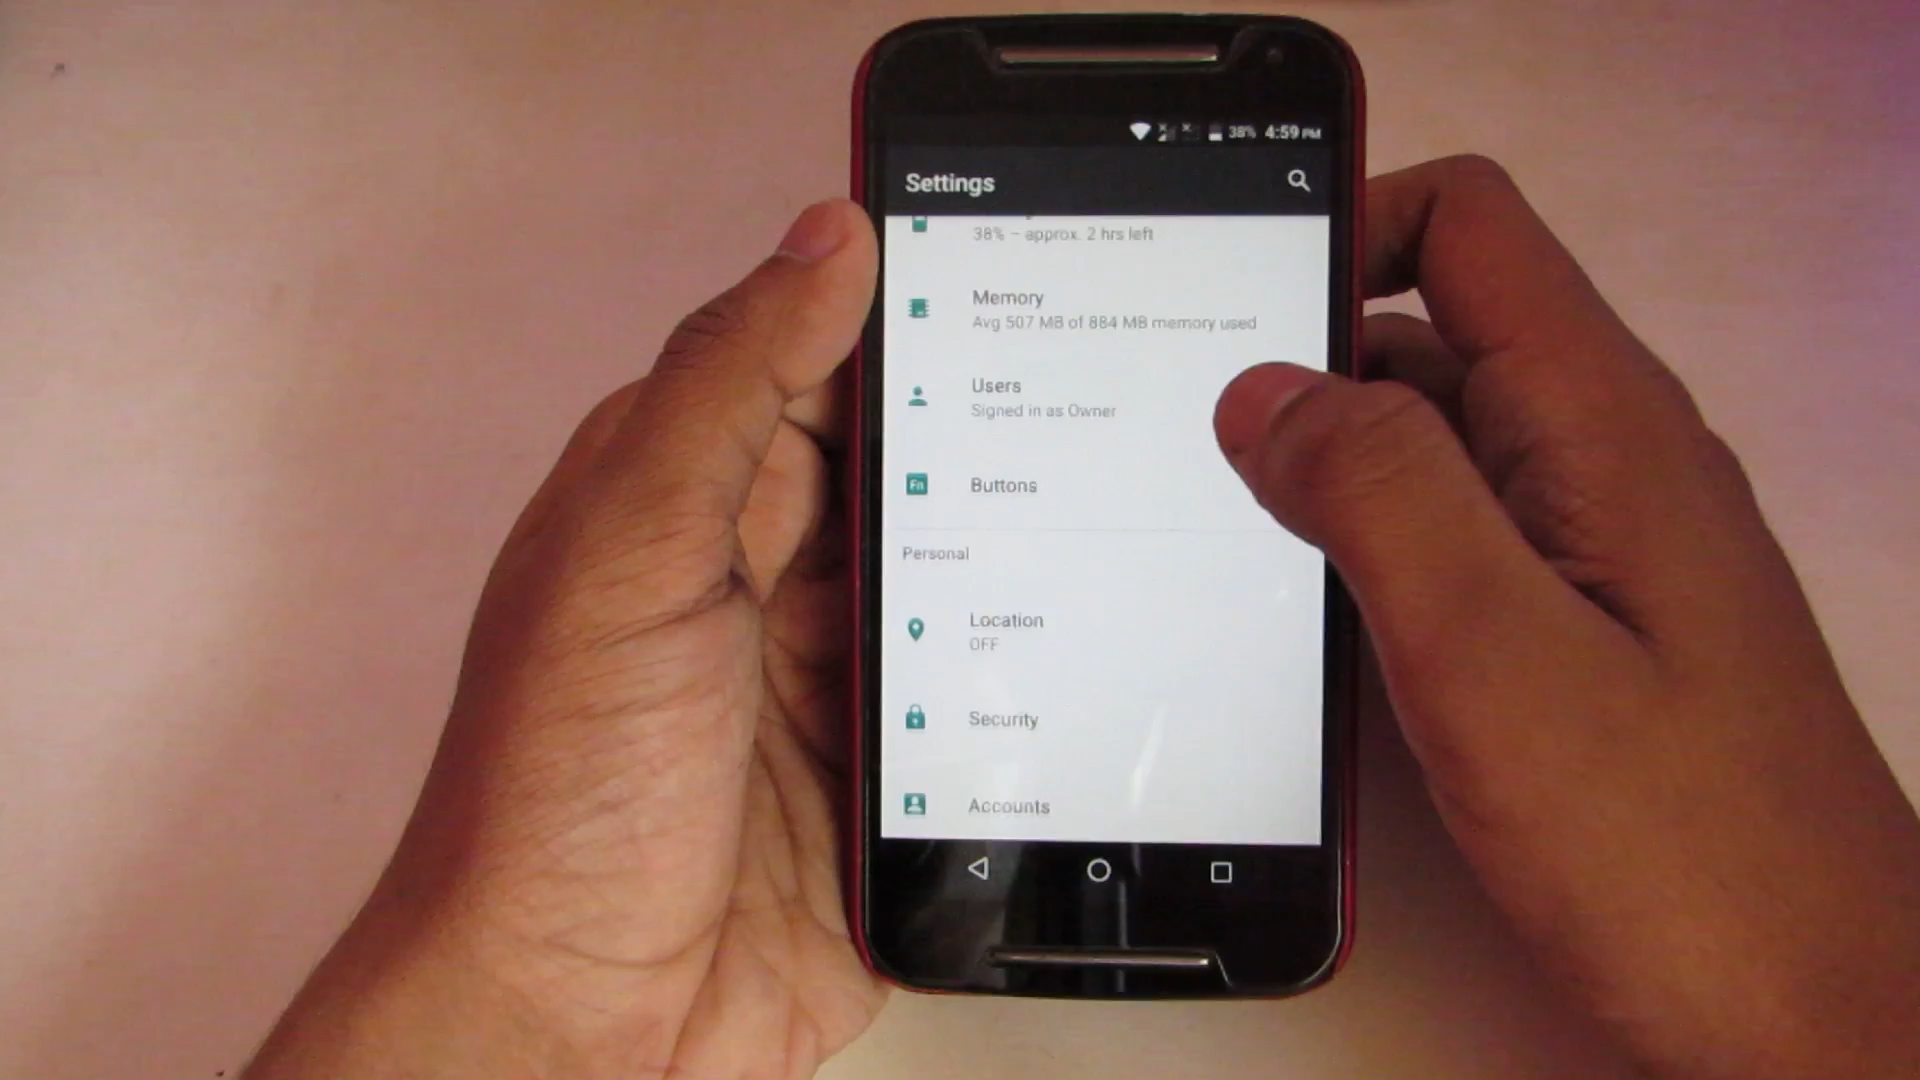 38% 4:59 PM
Settings
38% – approx. 2 hrs left
Memory
Avg 507 MB of 884 MB memory used
Users
Signed in as Owner
Fn
Buttons
Personal
Location
OFF
Security
Accounts